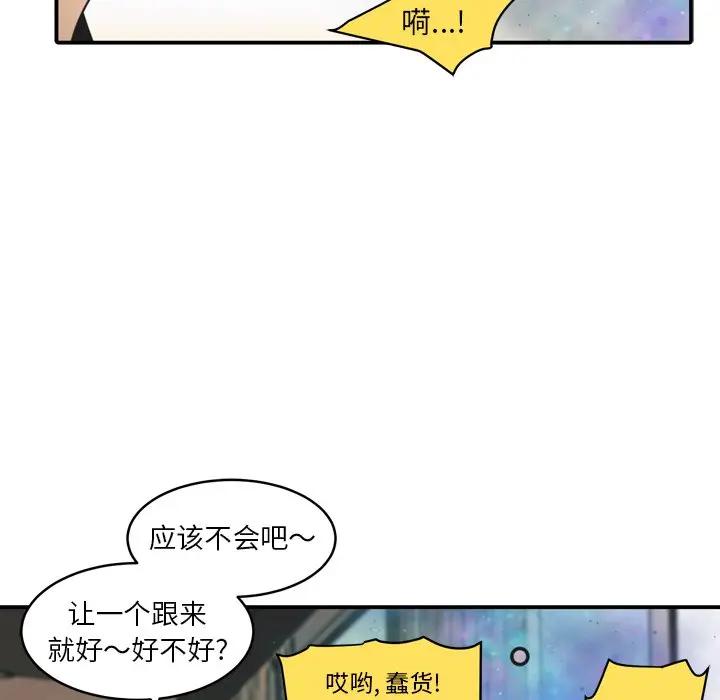 嗬...!
应该不会吧～
让一个跟来
就好～好不好?
哎哟, 蠢货!